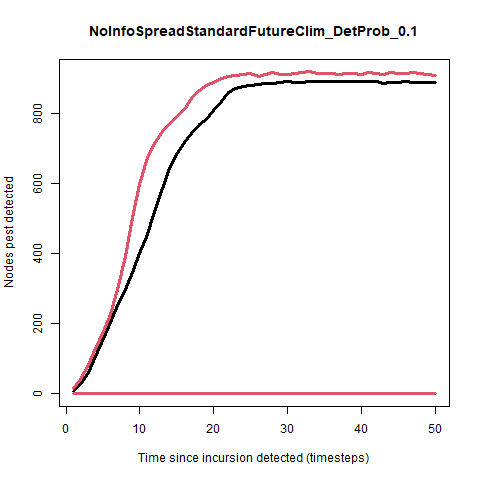 NoInfoSpreadStandardFutureClim_DetProb_0.1
Nodes pest detected
800
600
400
200
0
0 10 20 30 40 50
Time since incursion detected (timesteps)